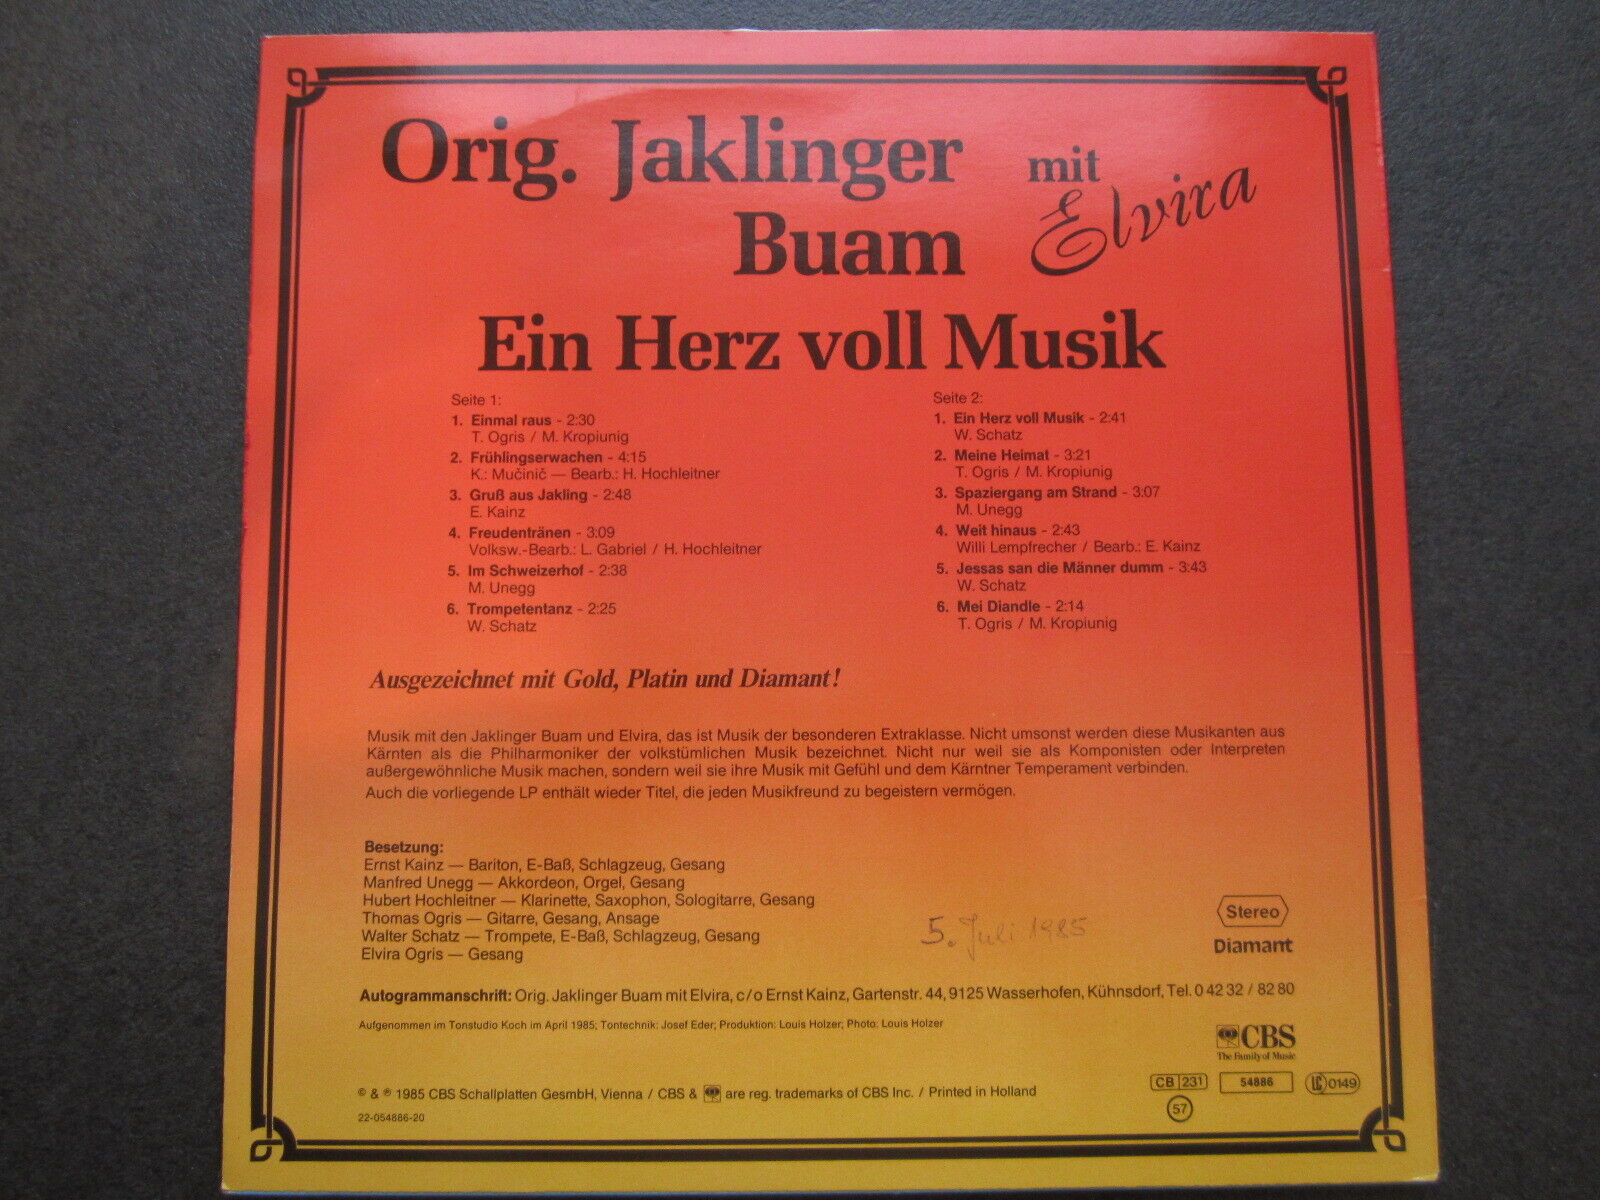 Orig. Jaklinger mit Elvira
Buam
Ein Herz voll Musik
Seite 1:
1. Einmal raus - 2:30
T. Ogris / M. Kropiunig
2. Frühlingserwachen - 4:15
K.: Mučinič — Bearb.: H. Hochleitner
3. Gruß aus Jakling - 2:48
E. Kainz
4. Freudentränen - 3:09
Volksw.-Bearb.: L. Gabriel / H. Hochleitner
5. Im Schweizerhof - 2:38
M. Unegg
6. Trompetentanz - 2:25
W. Schatz
Seite 2:
1. Ein Herz voll Musik - 2:41
W. Schatz
2. Meine Heimat - 3:21
T. Ogris / M. Kropiunig
3. Spaziergang am Strand - 3:07
M. Unegg
4. Weit hinaus - 2:43
Willi Lempfrecher / Bearb.: E. Kainz
5. Jessas san die Männer dumm - 3:43
W. Schatz
6. Mei Diandle - 2:14
T. Ogris / M. Kropiunig
Ausgezeichnet mit Gold, Platin und Diamant!
Musik mit den Jaklinger Buam und Elvira, das ist Musik der besonderen Extraklasse. Nicht umsonst werden diese Musikanten aus
Kärnten als die Philharmoniker der volkstümlichen Musik bezeichnet. Nicht nur weil sie als Komponisten oder Interpreten
außergewöhnliche Musik machen, sondern weil sie ihre Musik mit Gefühl und dem Kärntner Temperament verbinden.
Auch die vorliegende LP enthält wieder Titel, die jeden Musikfreund zu begeistern vermögen.
Besetzung:
Ernst Kainz — Bariton, E-Baß, Schlagzeug, Gesang
Manfred Unegg — Akkordeon, Orgel, Gesang
Hubert Hochleitner — Klarinette, Saxophon, Sologitarre, Gesang
Thomas Ogris — Gitarre, Gesang, Ansage
Walter Schatz — Trompete, E-Baß, Schlagzeug, Gesang
Elvira Ogris — Gesang
5. Juli 1985
Stereo
Diamant
Autogrammanschrift: Orig. Jaklinger Buam mit Elvira, c/o Ernst Kainz, Gartenstr. 44, 9125 Wasserhofen, Kühnsdorf, Tel. 0 42 32 / 82 80
Aufgenommen im Tonstudio Koch im April 1985; Tontechnik: Josef Eder; Produktion: Louis Holzer; Photo: Louis Holzer
CBS
The Family of Music
© & ℗ 1985 CBS Schallplatten GesmbH, Vienna / CBS & are reg. trademarks of CBS Inc. / Printed in Holland
22-054886-20
CB 231
54886
LC 0149
57